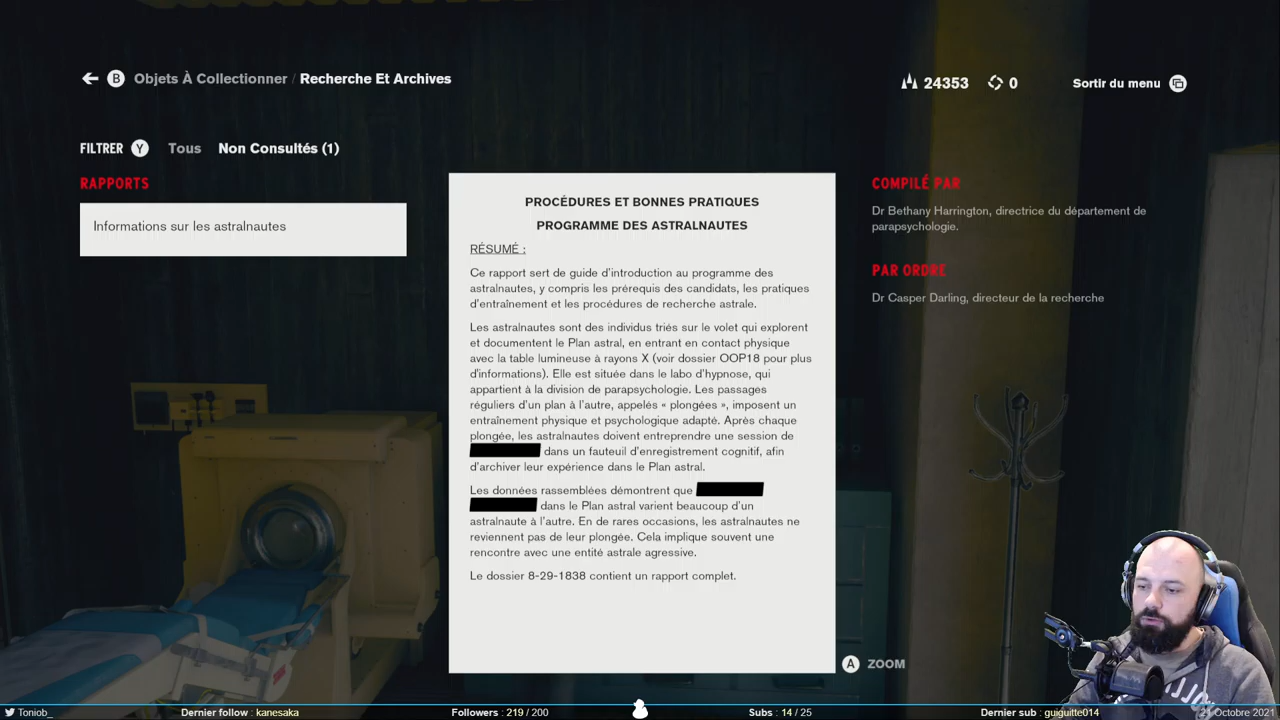 B Objets À Collectionner / Recherche Et Archives
24353 0 Sortir du menu
FILTRER Y Tous Non Consultés (1)
RAPPORTS
Informations sur les astralnautes
PROCÉDURES ET BONNES PRATIQUES
PROGRAMME DES ASTRALNAUTES
RÉSUMÉ :
Ce rapport sert de guide d'introduction au programme des
astralnautes, y compris les prérequis des candidats, les pratiques
d'entraînement et les procédures de recherche astrale.
Les astralnautes sont des individus triés sur le volet qui explorent
et documentent le Plan astral, en entrant en contact physique
avec la table lumineuse à rayons X (voir dossier OOP18 pour plus
d'informations). Elle est située dans le labo d'hypnose, qui
appartient à la division de parapsychologie. Les passages
réguliers d'un plan à l'autre, appelés « plongées », imposent un
entraînement physique et psychologique adapté. Après chaque
plongée, les astralnautes doivent entreprendre une session de
dans un fauteuil d'enregistrement cognitif, afin
d'archiver leur expérience dans le Plan astral.
Les données rassemblées démontrent que
dans le Plan astral varient beaucoup d'un
astralnaute à l'autre. En de rares occasions, les astralnautes ne
reviennent pas de leur plongée. Cela implique souvent une
rencontre avec une entité astrale agressive.
Le dossier 8-29-1838 contient un rapport complet.
COMPILÉ PAR
Dr Bethany Harrington, directrice du département de
parapsychologie.
PAR ORDRE
Dr Casper Darling, directeur de la recherche
A ZOOM
Toniob_ Dernier follow : kanesaka Followers : 219 / 200 Subs : 14 / 25 Dernier sub : guiguitte014 21 Octobre 2021